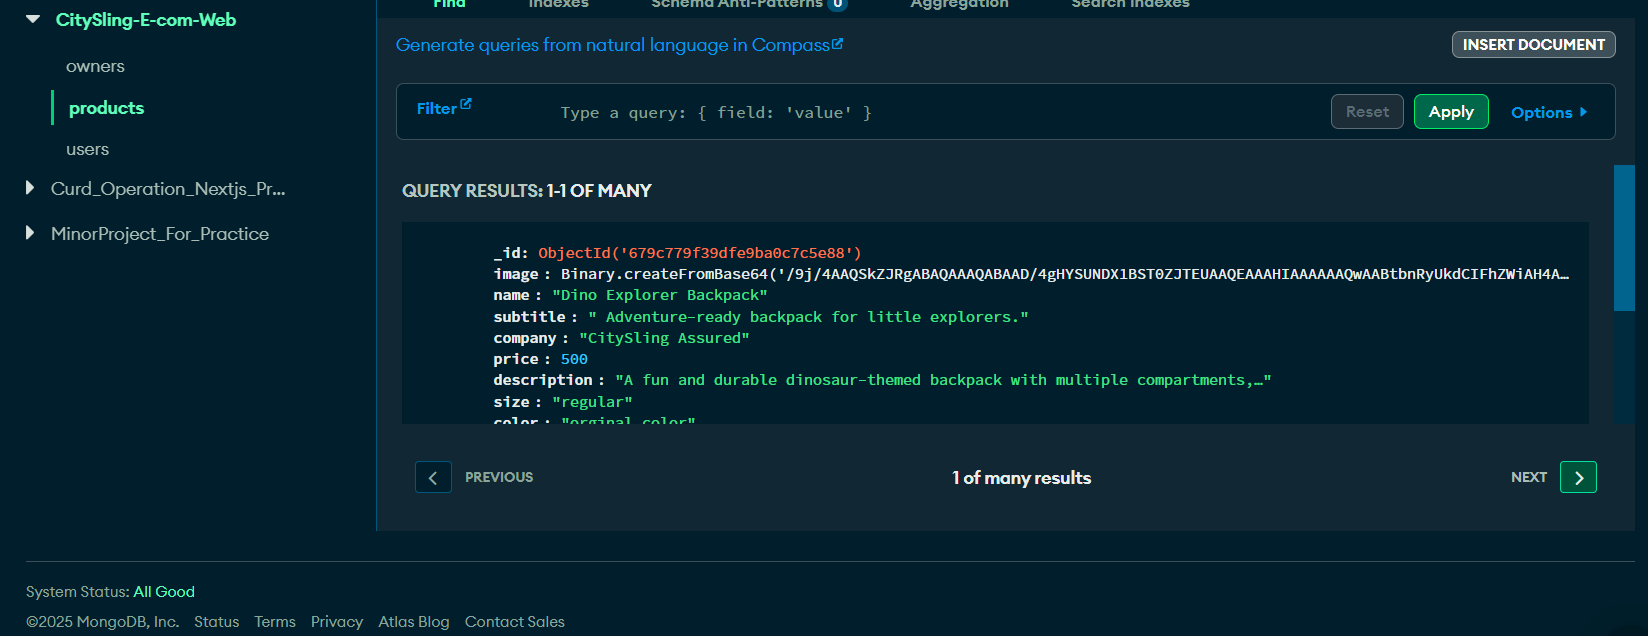 CitySling-E-com-Web
owners
products
users
Curd_Operation_Nextjs_Pr...
MinorProject_For_Practice
Find Indexes Schema Anti-Patterns 0 Aggregation Search Indexes
Generate queries from natural language in Compass
INSERT DOCUMENT
Filter Type a query: { field: 'value' } Reset Apply Options
QUERY RESULTS: 1-1 OF MANY
_id: ObjectId('679c779f39dfe9ba0c7c5e88')
image : Binary.createFromBase64('/9j/4AAQSkZJRgABAQAAAQABAAD/4gHYSUNDX1BST0ZJTEUAAQEAAAHIAAAAAAQwAABtbnRyUkdCIFhZWiAH4A…
name : "Dino Explorer Backpack"
subtitle : " Adventure-ready backpack for little explorers."
company : "CitySling Assured"
price : 500
description : "A fun and durable dinosaur-themed backpack with multiple compartments,…"
size : "regular"
color : "orginal color"
PREVIOUS 1 of many results NEXT
System Status: All Good
©2025 MongoDB, Inc. Status Terms Privacy Atlas Blog Contact Sales